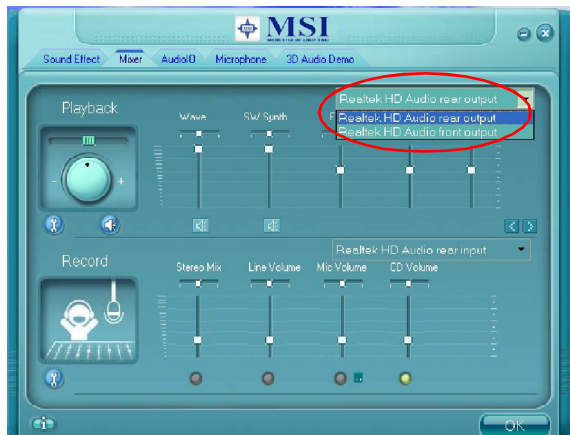 MSI
Sound Effect Mixer AudioIO Microphone 3D Audio Demo
Playback
Realtek HD Audio rear output
Wave SW Synth
Realtek HD Audio rear output
Realtek HD Audio front output
- +
Realtek HD Audio rear input
Record
Stereo Mix Line Volume Mic Volume CD Volume
OK